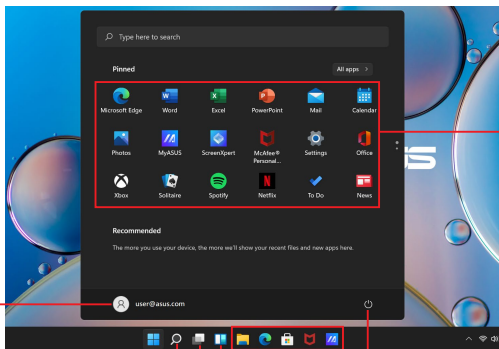 Type here to search
Pinned
All apps >
Microsoft Edge
Word
Excel
PowerPoint
Mail
Calendar
Photos
MyASUS
ScreenXpert
McAfee®
Personal...
Settings
Office
Xbox
Solitaire
Spotify
Netflix
To Do
News
Recommended
The more you use your device, the more we'll show your recent files and new apps here.
user@asus.com